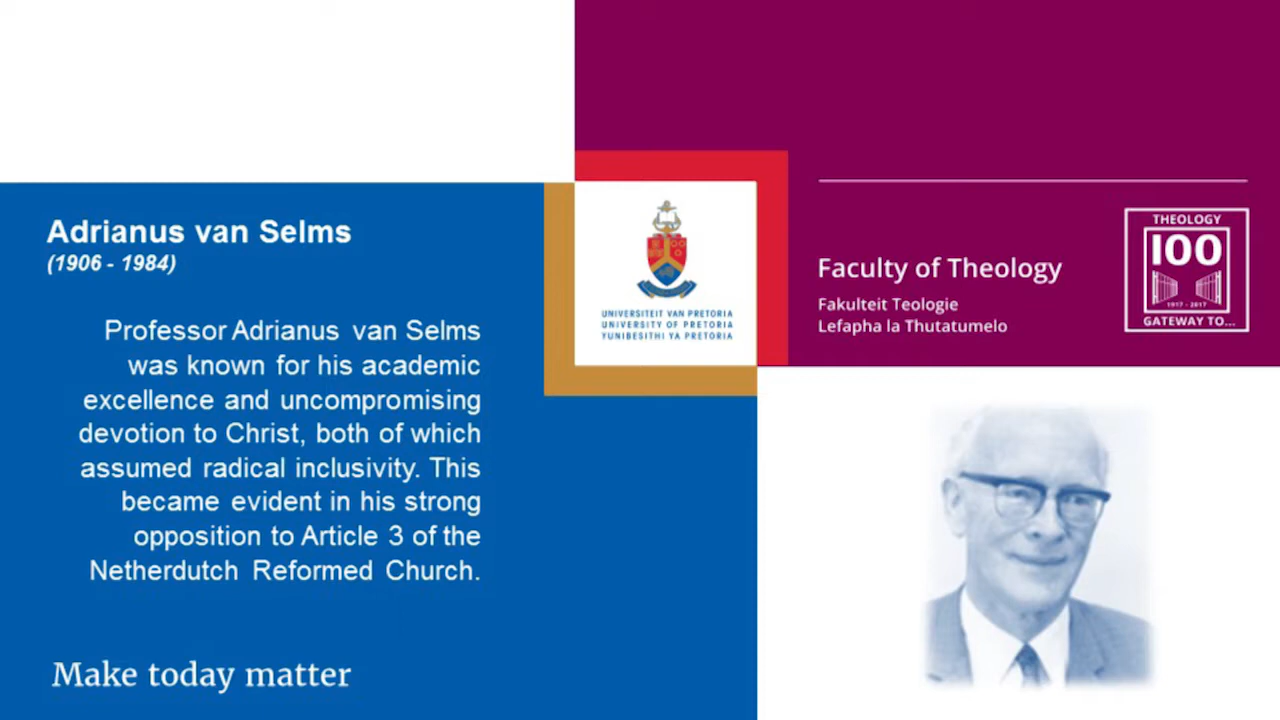 Adrianus van Selms
(1906 - 1984)
Professor Adrianus van Selms
was known for his academic
excellence and uncompromising
devotion to Christ, both of which
assumed radical inclusivity. This
became evident in his strong
opposition to Article 3 of the
Netherdutch Reformed Church.
Make today matter
UNIVERSITEIT VAN PRETORIA
UNIVERSITY OF PRETORIA
YUNIBESITHI YA PRETORIA
Faculty of Theology
Fakulteit Teologie
Lefapha la Thutatumelo
THEOLOGY
100
1917 - 2017
GATEWAY TO...